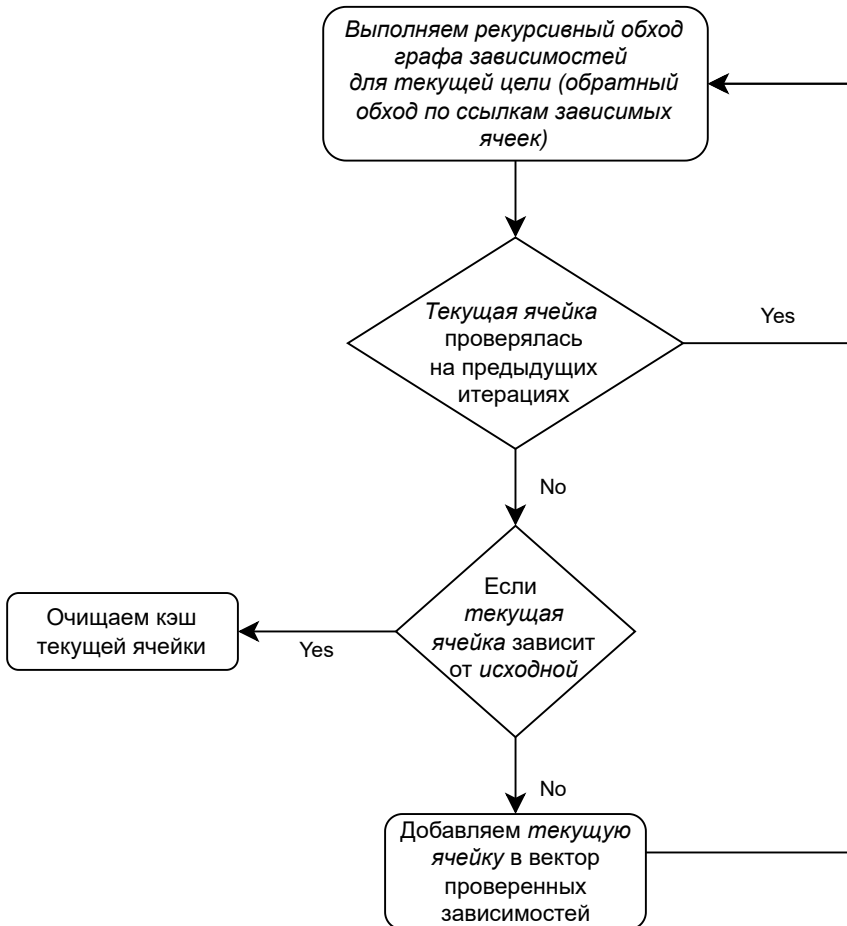 Выполняем рекурсивный обход
графа зависимостей
для текущей цели (обратный
обход по ссылкам зависимых
ячеек)
Текущая ячейка
проверялась
на предыдущих
итерациях
Yes
No
Если
текущая
ячейка зависит
от исходной
Yes
Очищаем кэш
текущей ячейки
No
Добавляем текущую
ячейку в вектор
проверенных
зависимостей